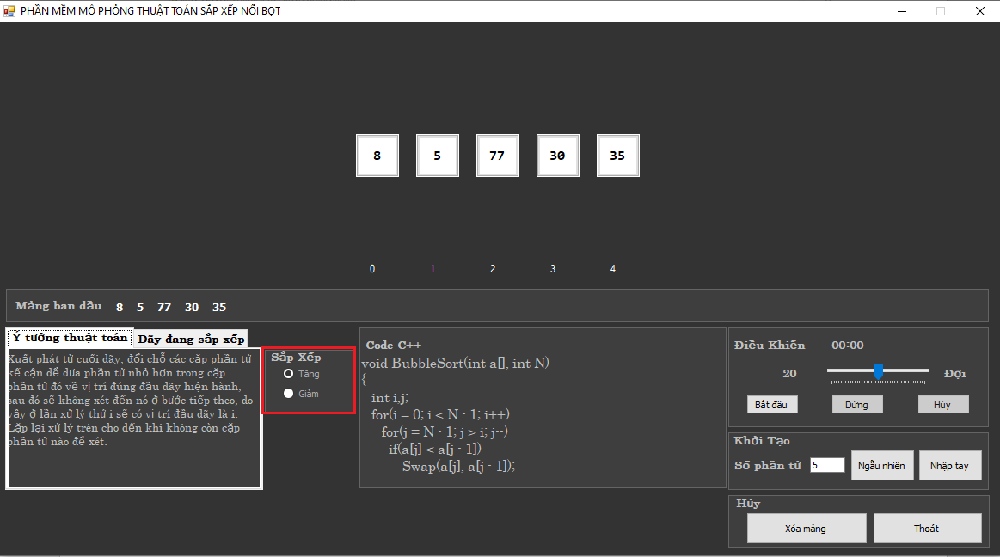 PHẦN MỀM MÔ PHỎNG THUẬT TOÁN SẮP XẾP NỔI BỌT
8 5 77 30 35
0 1 2 3 4
Mảng ban đầu 8 5 77 30 35
Ý tưởng thuật toán Dãy đang sắp xếp
Xuất phát từ cuối dãy, đổi chỗ các cặp phần tử
kế cận để đưa phần tử nhỏ hơn trong cặp
phần tử đó về vị trí đúng đầu dãy hiện hành,
sau đó sẽ không xét đến nó ở bước tiếp theo, do
vậy ở lần xử lý thứ i sẽ có vị trí đầu dãy là i.
Lặp lại xử lý trên cho đến khi không còn cặp
phần tử nào để xét.
Sắp Xếp
Tăng
Giảm
Code C++
void BubbleSort(int a[], int N)
{
int i,j;
for(i = 0; i < N - 1; i++)
for(j = N - 1; j > i; j--)
if(a[j] < a[j - 1])
Swap(a[j], a[j - 1]);
Điều Khiển 00:00
20 Đợi
Bắt đầu Dừng Hủy
Khởi Tạo
Số phần tử 5 Ngẫu nhiên Nhập tay
Hủy
Xóa mảng Thoát